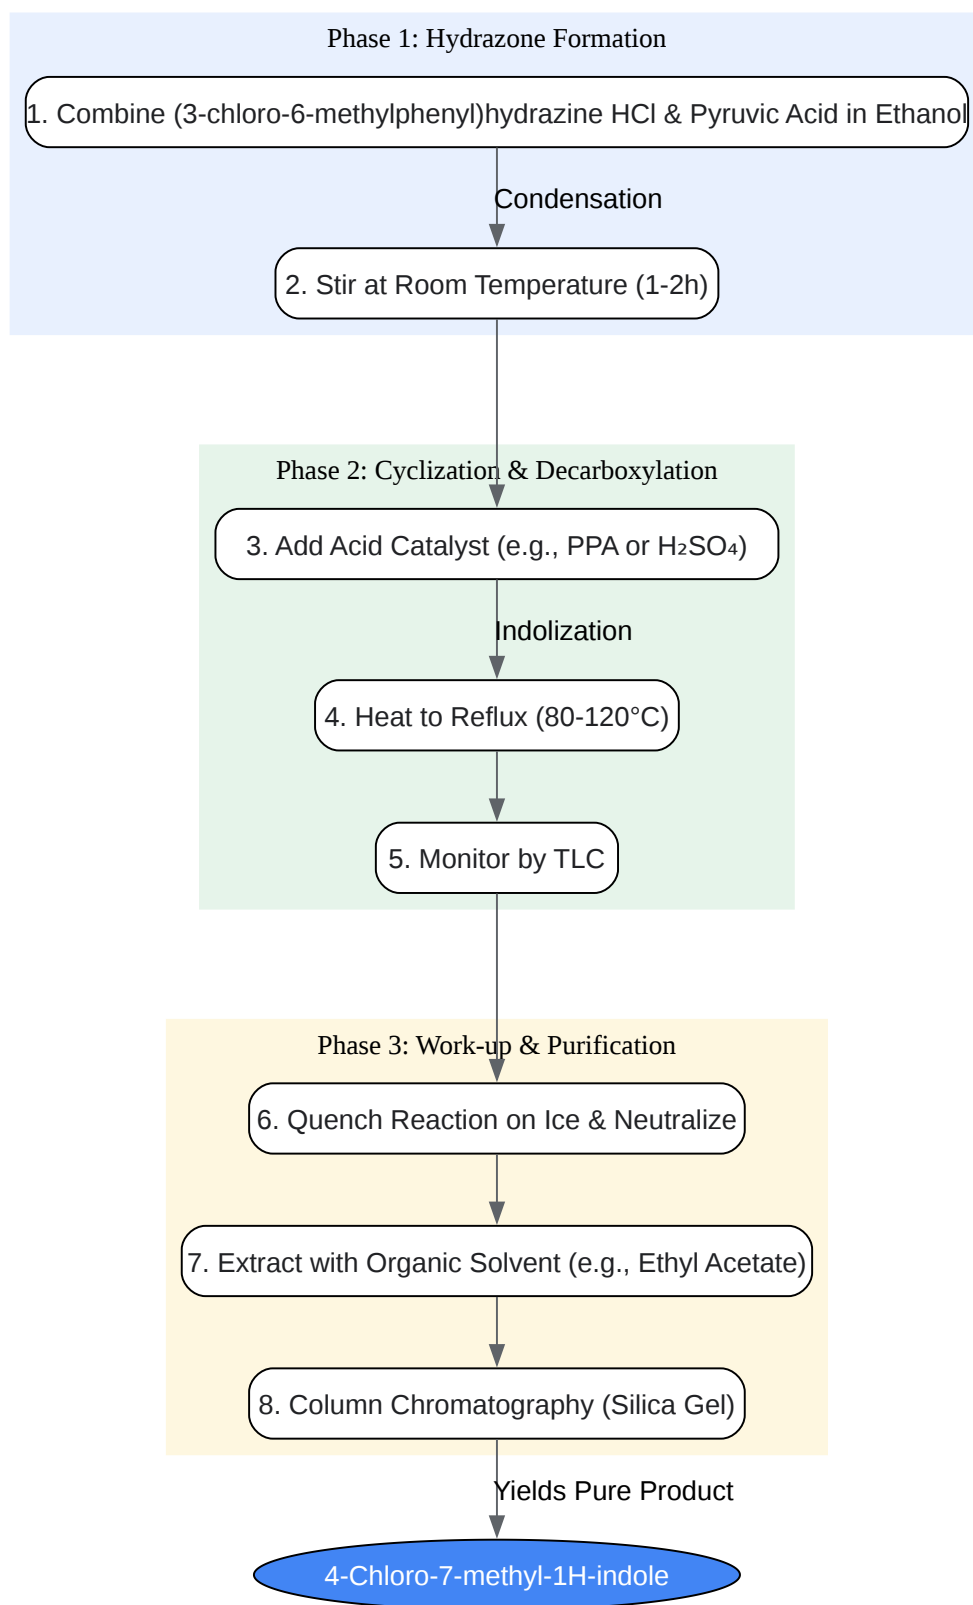 Phase 1: Hydrazone Formation
1. Combine (3-chloro-6-methylphenyl)hydrazine HCl & Pyruvic Acid in Ethanol
Condensation
2. Stir at Room Temperature (1-2h)
Phase 2: Cyclization & Decarboxylation
3. Add Acid Catalyst (e.g., PPA or H₂SO₄)
Indolization
4. Heat to Reflux (80-120°C)
5. Monitor by TLC
Phase 3: Work-up & Purification
6. Quench Reaction on Ice & Neutralize
7. Extract with Organic Solvent (e.g., Ethyl Acetate)
8. Column Chromatography (Silica Gel)
Yields Pure Product
4-Chloro-7-methyl-1H-indole